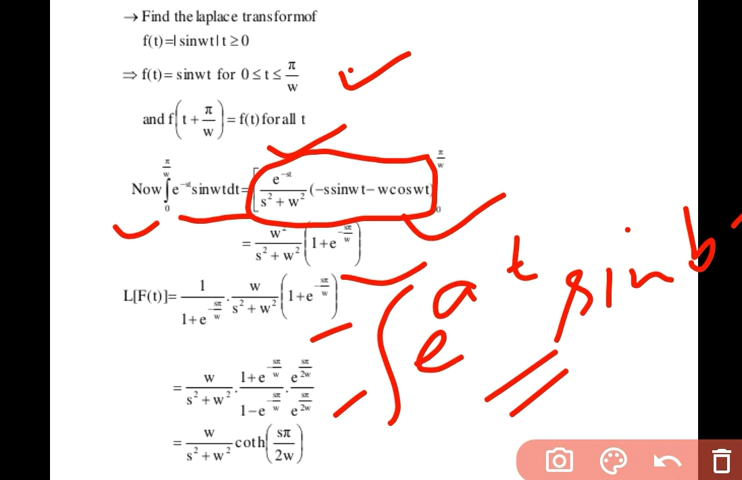 → Find the laplace transformof
f(t)=| sinwt | t ≥ 0
⇒ f(t)= sinwt for 0 ≤ t ≤ π/w
and f(t + π/w) = f(t) for all t
Now ∫₀^(π/w) e^(-st) sinwtdt = [e^(-st)/(s² + w²) (-ssinwt - wcoswt)]₀^(π/w)
= w/(s² + w²) (1+e^(-sπ/w))
L[F(t)]= 1/(1+e^(-sπ/w)) . w/(s² + w²) (1+e^(-sπ/w))
∫ e^at sin b
= w/(s² + w²) . (1+e^(-sπ/w))/(1-e^(-sπ/w)) . e^(sπ/2w)/e^(sπ/2w)
= w/(s² + w²) coth(sπ/2w)